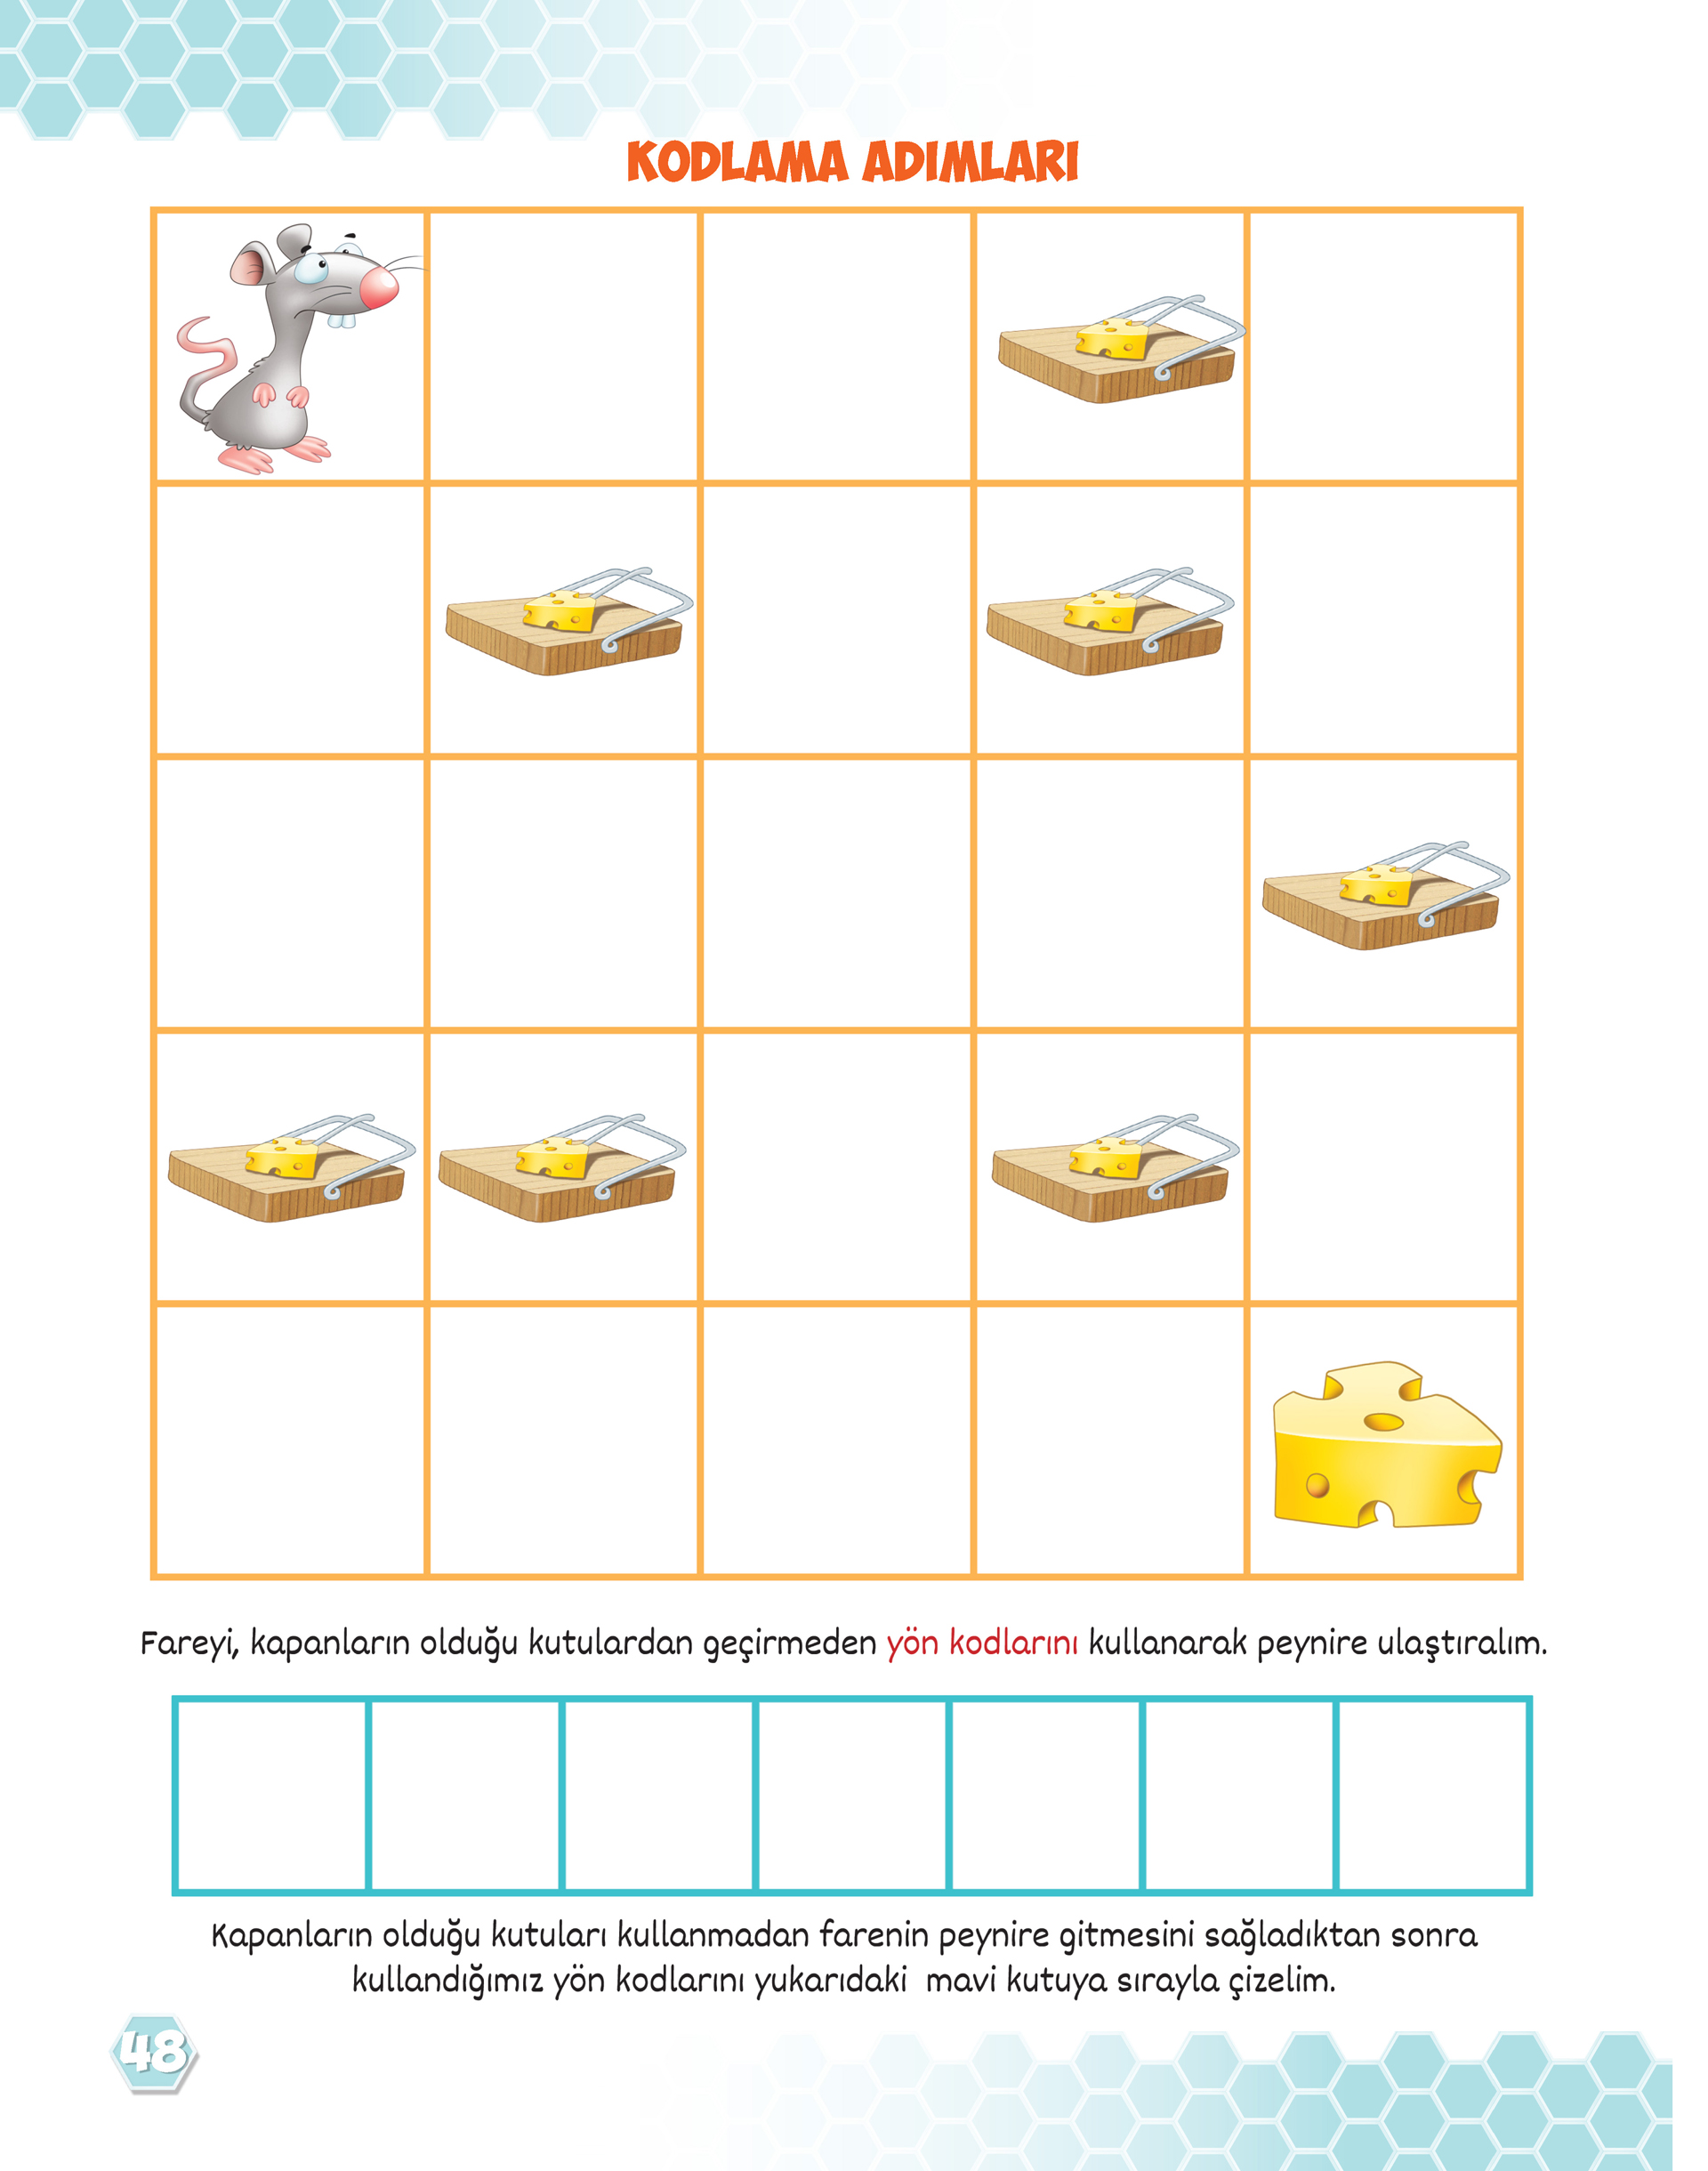 KODLAMA ADIMLARI
Fareyi, kapanların olduğu kutulardan geçirmeden yön kodlarını kullanarak peynire ulaştıralım.
Kapanların olduğu kutuları kullanmadan farenin peynire gitmesini sağladıktan sonra
kullandığımız yön kodlarını yukarıdaki mavi kutuya sırayla çizelim.
48